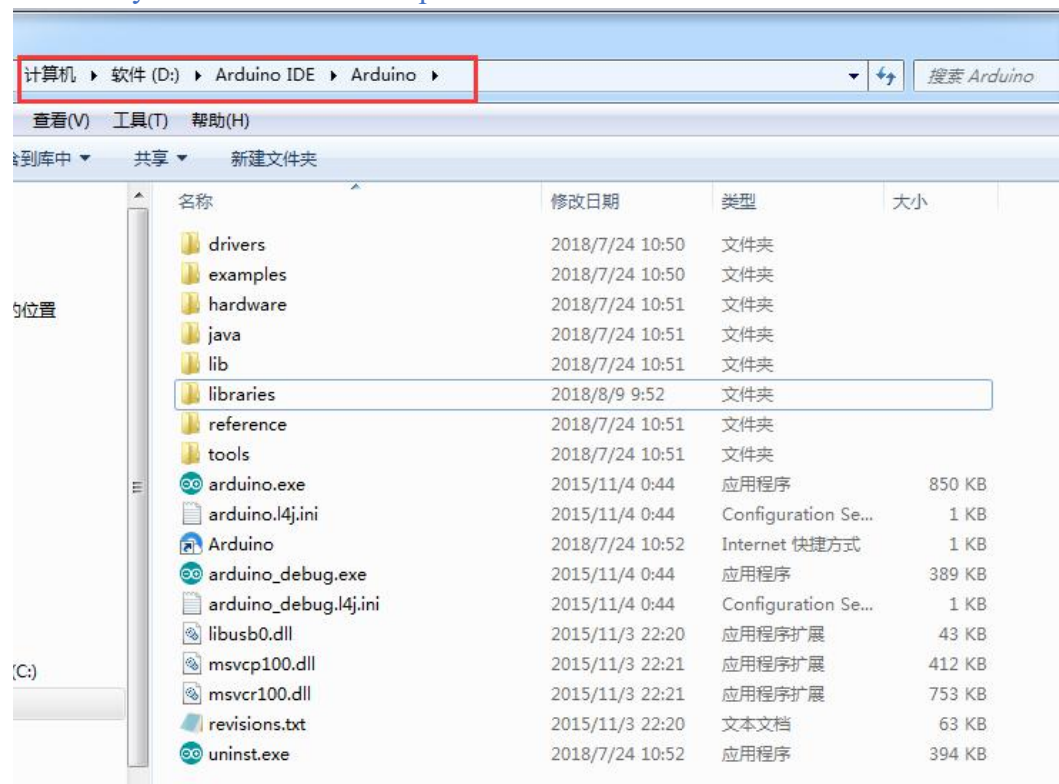 计算机 ▸ 软件 (D:) ▸ Arduino IDE ▸ Arduino ▸ 搜索 Arduino
查看(V) 工具(T) 帮助(H)
含到库中 ▼ 共享 ▼ 新建文件夹
名称 修改日期 类型 大小
drivers 2018/7/24 10:50 文件夹
examples 2018/7/24 10:50 文件夹
的位置 hardware 2018/7/24 10:51 文件夹
java 2018/7/24 10:51 文件夹
lib 2018/7/24 10:51 文件夹
libraries 2018/8/9 9:52 文件夹
reference 2018/7/24 10:51 文件夹
tools 2018/7/24 10:51 文件夹
arduino.exe 2015/11/4 0:44 应用程序 850 KB
arduino.l4j.ini 2015/11/4 0:44 Configuration Se... 1 KB
Arduino 2018/7/24 10:52 Internet 快捷方式 1 KB
arduino_debug.exe 2015/11/4 0:44 应用程序 389 KB
arduino_debug.l4j.ini 2015/11/4 0:44 Configuration Se... 1 KB
libusb0.dll 2015/11/3 22:20 应用程序扩展 43 KB
(C:) msvcp100.dll 2015/11/3 22:21 应用程序扩展 412 KB
msvcr100.dll 2015/11/3 22:21 应用程序扩展 753 KB
revisions.txt 2015/11/3 22:20 文本文档 63 KB
uninst.exe 2018/7/24 10:52 应用程序 394 KB